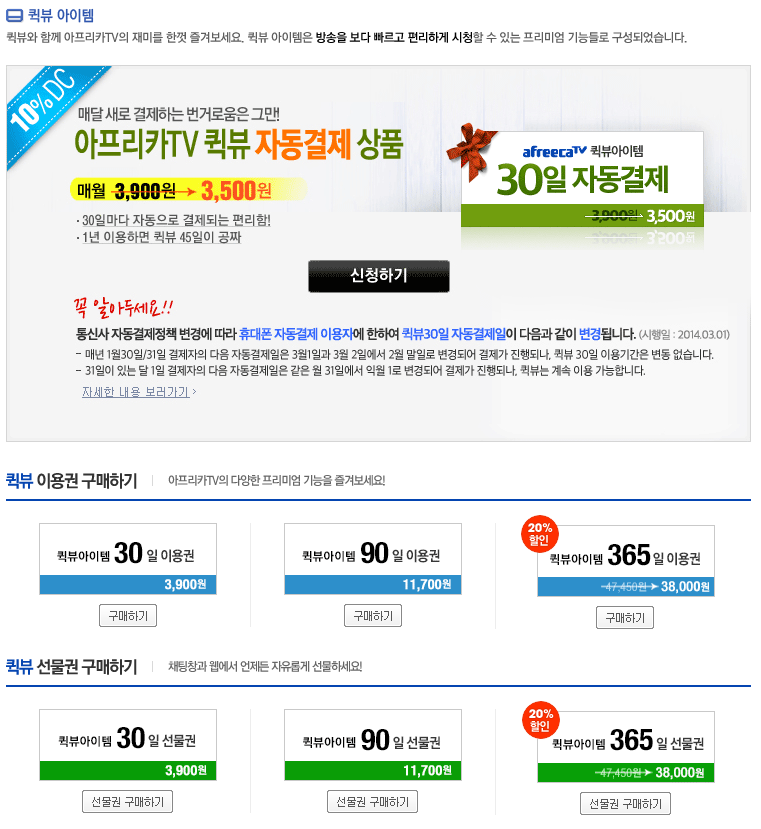 퀵뷰 아이템
퀵뷰와 함께 아프리카TV의 재미를 한껏 즐겨보세요. 퀵뷰 아이템은 방송을 보다 빠르고 편리하게 시청할 수 있는 프리미엄 기능들로 구성되었습니다.
10% DC
매달 새로 결제하는 번거로움은 그만!
아프리카TV 퀵뷰 자동결제 상품
매월 3,900원 3,500원
· 30일마다 자동으로 결제되는 편리함!
· 1년 이용하면 퀵뷰 45일이 공짜
afreecaTV 퀵뷰아이템
30일 자동결제
3,900원 3,500원
신청하기
꼭 알아두세요!!
통신사 자동결제정책 변경에 따라 휴대폰 자동결제 이용자에 한하여 퀵뷰30일 자동결제일이 다음과 같이 변경됩니다. (시행일 : 2014.03.01)
- 매년 1월30일/31일 결제자의 다음 자동결제일은 3월1일과 3월 2일에서 2월 말일로 변경되어 결제가 진행되나, 퀵뷰 30일 이용기간은 변동 없습니다.
- 31일이 있는 달 1일 결제자의 다음 자동결제일은 같은 월 31일에서 익월 1로 변경되어 결제가 진행되나, 퀵뷰는 계속 이용 가능합니다.
자세한 내용 보러가기 >
퀵뷰 이용권 구매하기 | 아프리카TV의 다양한 프리미엄 기능을 즐겨보세요!
퀵뷰아이템 30 일 이용권
3,900원
구매하기
퀵뷰아이템 90 일 이용권
11,700원
구매하기
20% 할인
퀵뷰아이템 365 일 이용권
47,450원 38,000원
구매하기
퀵뷰 선물권 구매하기 | 채팅창과 웹에서 언제든 자유롭게 선물하세요!
퀵뷰아이템 30 일 선물권
3,900원
선물권 구매하기
퀵뷰아이템 90 일 선물권
11,700원
선물권 구매하기
20% 할인
퀵뷰아이템 365 일 선물권
47,450원 38,000원
선물권 구매하기